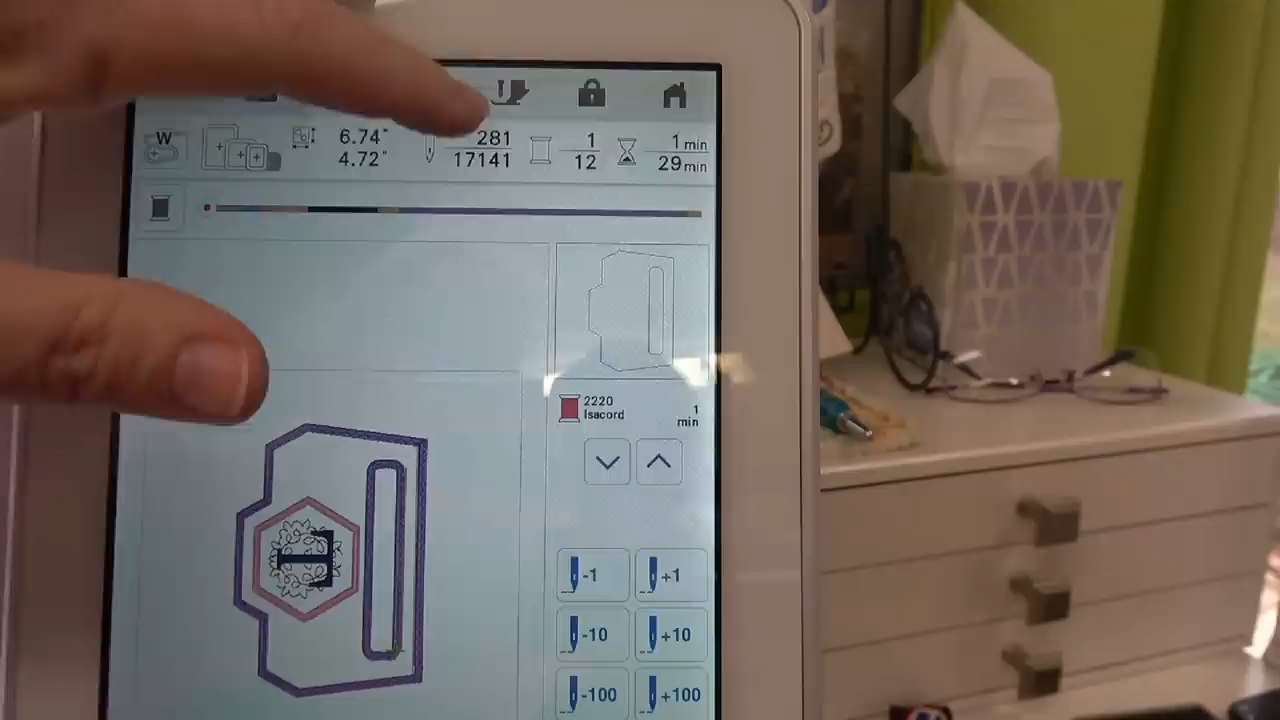 W
6.74"
4.72"
281
17141
1
12
1 min
29 min
2220
Isacord
1
min
T
-1
+1
-10
+10
-100
+100